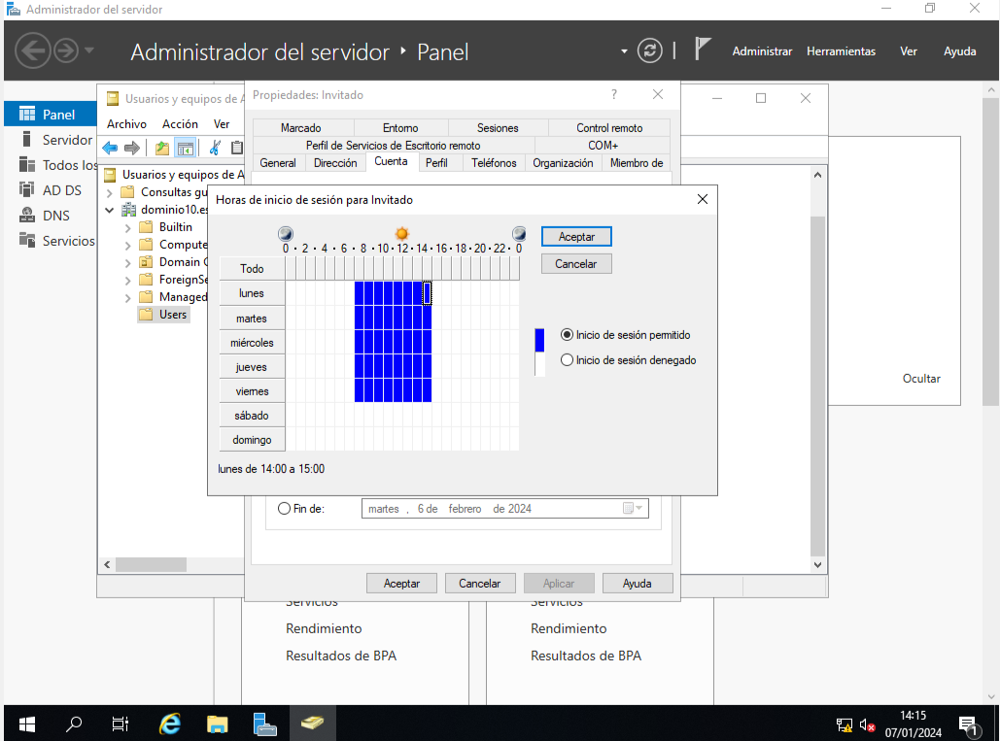 Administrador del servidor
Administrador del servidor ‣ Panel
Administrar Herramientas Ver Ayuda
Panel
Servidor
Todos los
AD DS
DNS
Servicios
Usuarios y equipos de A
Archivo Acción Ver
Usuarios y equipos de A
Consultas gu
dominio10.es
Builtin
Compute
Domain C
ForeignSe
Managed
Users
Propiedades: Invitado
?
Marcado Entorno Sesiones Control remoto
Perfil de Servicios de Escritorio remoto COM+
General Dirección Cuenta Perfil Teléfonos Organización Miembro de
Horas de inicio de sesión para Invitado
0 · 2 · 4 · 6 · 8 · 10 · 12 · 14 · 16 · 18 · 20 · 22 · 0
Todo
lunes
martes
miércoles
jueves
viernes
sábado
domingo
lunes de 14:00 a 15:00
Aceptar
Cancelar
Inicio de sesión permitido
Inicio de sesión denegado
Ocultar
Fin de: martes , 6 de febrero de 2024
Aceptar Cancelar Aplicar Ayuda
Servicios Servicios
Rendimiento Rendimiento
Resultados de BPA Resultados de BPA
14:15
07/01/2024
1